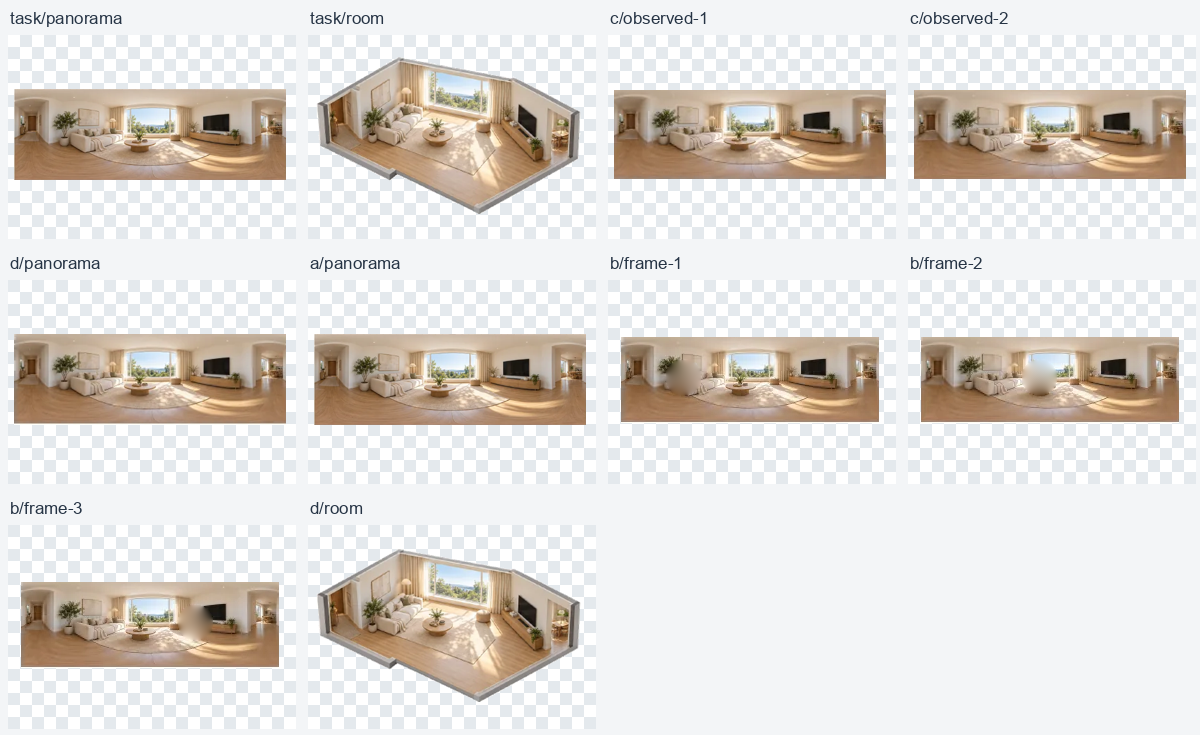 task/panorama
task/room
c/observed-1
c/observed-2
d/panorama
a/panorama
b/frame-1
b/frame-2
b/frame-3
d/room